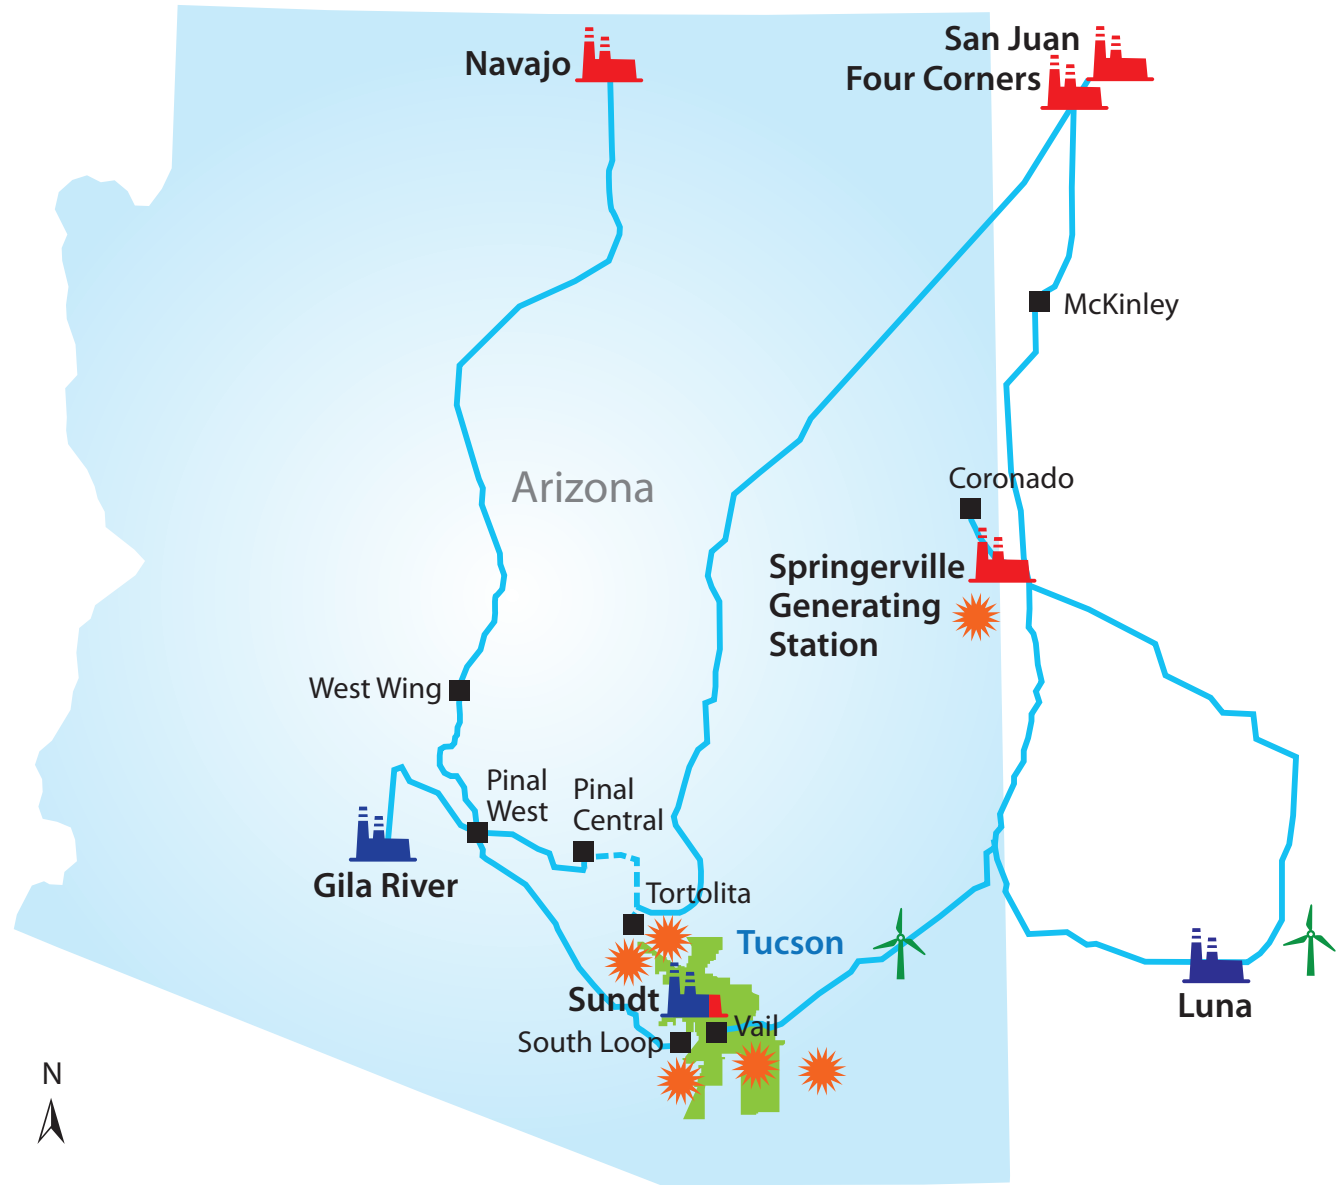 San Juan
Navajo
Four Corners
McKinley
Coronado
Arizona
Springerville
Generating
Station
West Wing
Pinal
West
Pinal
Central
Gila River
Tortolita
Tucson
Sundt
Luna
Vail
South Loop
N